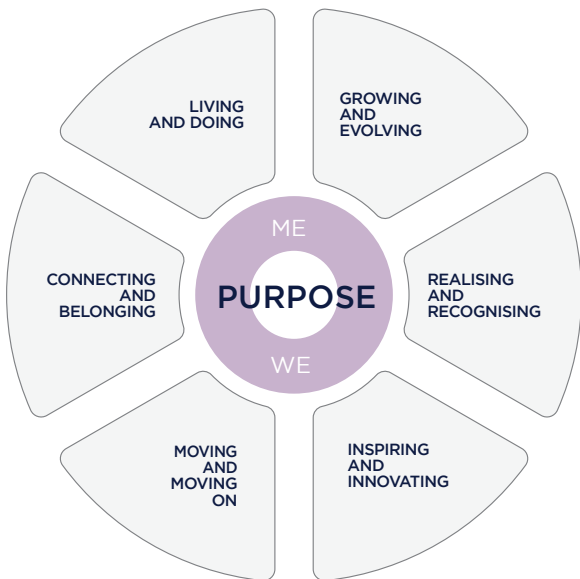 LIVING
AND DOING
GROWING
AND
EVOLVING
ME
CONNECTING
AND
BELONGING
PURPOSE
REALISING
AND
RECOGNISING
WE
MOVING
AND
MOVING
ON
INSPIRING
AND
INNOVATING